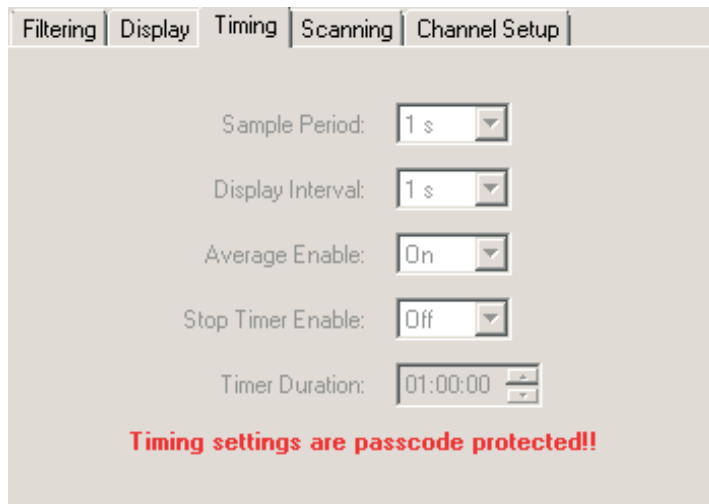 Filtering Display Timing Scanning Channel Setup
Sample Period: 1 s
Display Interval: 1 s
Average Enable: On
Stop Timer Enable: Off
Timer Duration: 01:00:00
Timing settings are passcode protected!!